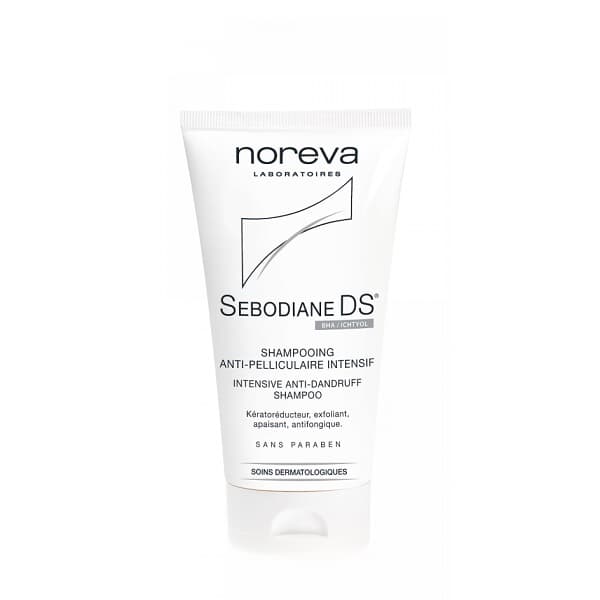 noreva
LABORATOIRES
SEBODIANE DS®
BHA / ICHTYOL
SHAMPOOING
ANTI-PELLICULAIRE INTENSIF
INTENSIVE ANTI-DANDRUFF
SHAMPOO
Kératoréducteur, exfoliant,
apaisant, antifongique.
SANS PARABEN
SOINS DERMATOLOGIQUES